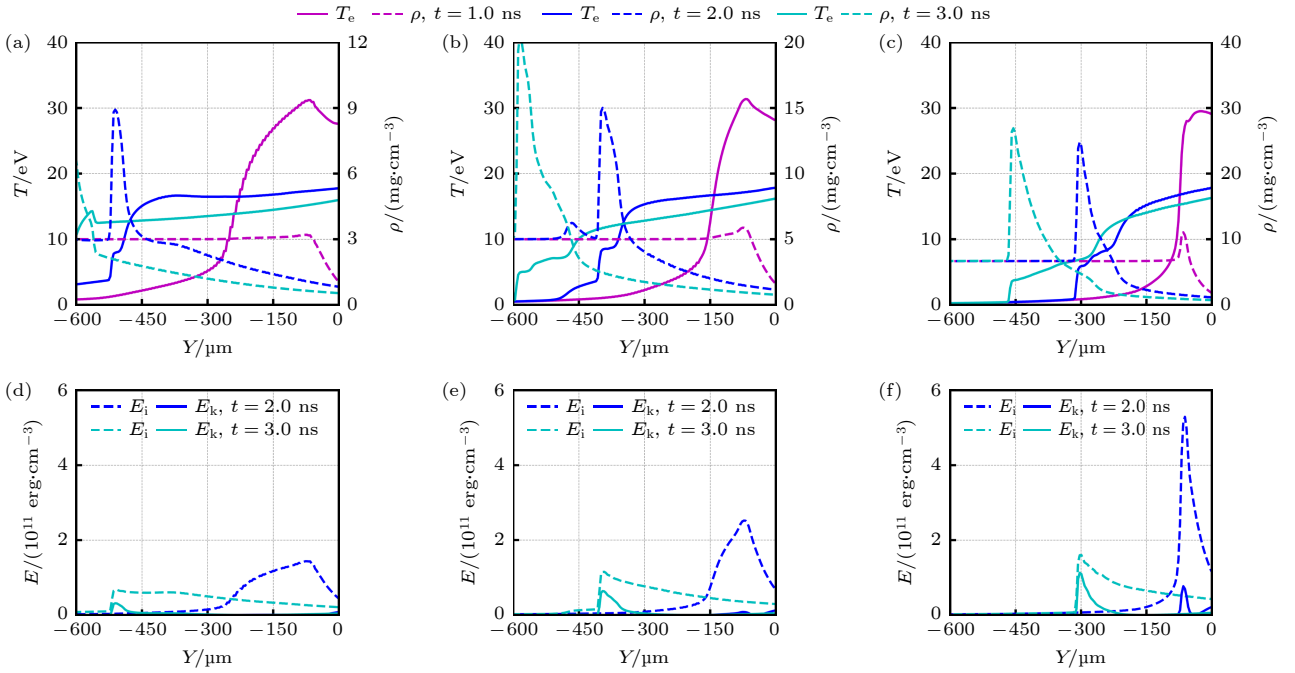 T_e ρ, t = 1.0 ns T_e ρ, t = 2.0 ns T_e ρ, t = 3.0 ns
(a) 40 30 20 10 0 T/eV
12 9 6 3 0 ρ/(mg·cm⁻³)
−600 −450 −300 −150 0
Y/µm
(b) 40 30 20 10 0 T/eV
20 15 10 5 0 ρ/(mg·cm⁻³)
−600 −450 −300 −150 0
Y/µm
(c) 40 30 20 10 0 T/eV
40 30 20 10 0 ρ/(mg·cm⁻³)
−600 −450 −300 −150 0
Y/µm
(d) 6 4 2 0 E/(10¹¹ erg·cm⁻³)
E_i E_k, t = 2.0 ns
E_i E_k, t = 3.0 ns
−600 −450 −300 −150 0
Y/µm
(e) 6 4 2 0 E/(10¹¹ erg·cm⁻³)
E_i E_k, t = 2.0 ns
E_i E_k, t = 3.0 ns
−600 −450 −300 −150 0
Y/µm
(f) 6 4 2 0 E/(10¹¹ erg·cm⁻³)
E_i E_k, t = 2.0 ns
E_i E_k, t = 3.0 ns
−600 −450 −300 −150 0
Y/µm